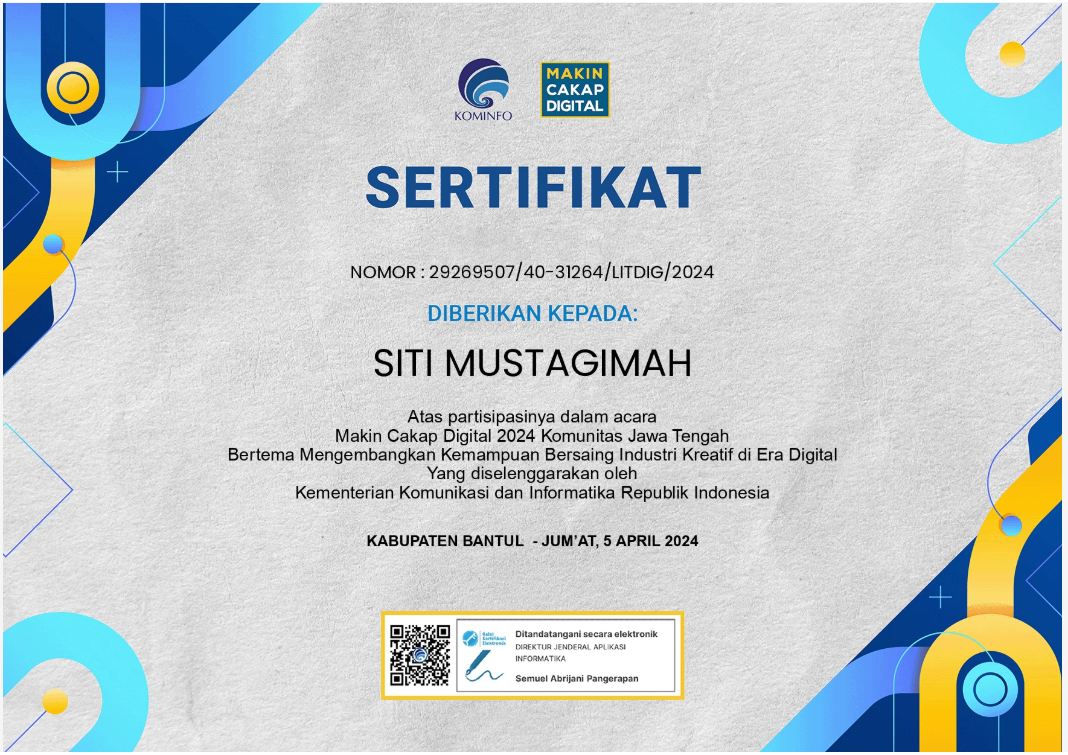 KOMINFO
MAKIN
CAKAP
DIGITAL
SERTIFIKAT
NOMOR : 29269507/40-31264/LITDIG/2024
DIBERIKAN KEPADA:
SITI MUSTAGIMAH
Atas partisipasinya dalam acara
Makin Cakap Digital 2024 Komunitas Jawa Tengah
Bertema Mengembangkan Kemampuan Bersaing Industri Kreatif di Era Digital
Yang diselenggarakan oleh
Kementerian Komunikasi dan Informatika Republik Indonesia
KABUPATEN BANTUL - JUM'AT, 5 APRIL 2024
Balai
Sertifikasi
Elektronik
Ditandatangani secara elektronik
DIREKTUR JENDERAL APLIKASI
INFORMATIKA
Semuel Abrijani Pangerapan